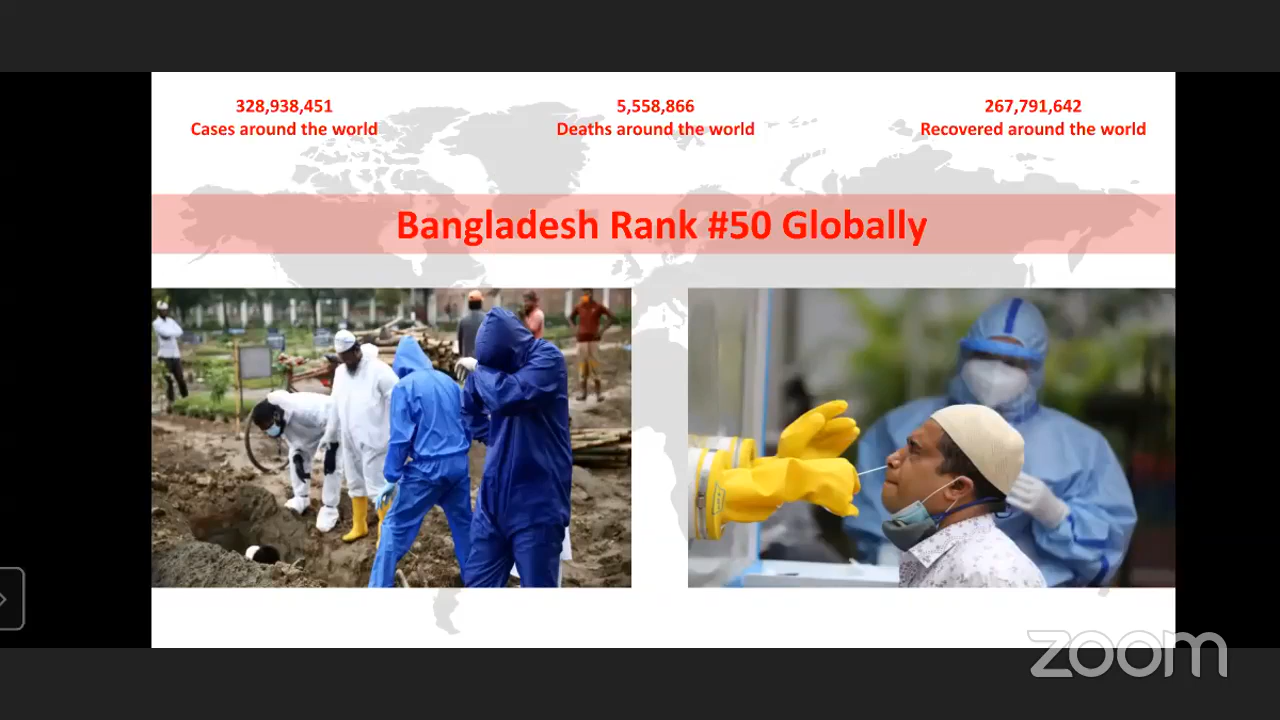 328,938,451
Cases around the world
5,558,866
Deaths around the world
267,791,642
Recovered around the world
Bangladesh Rank #50 Globally
zoom